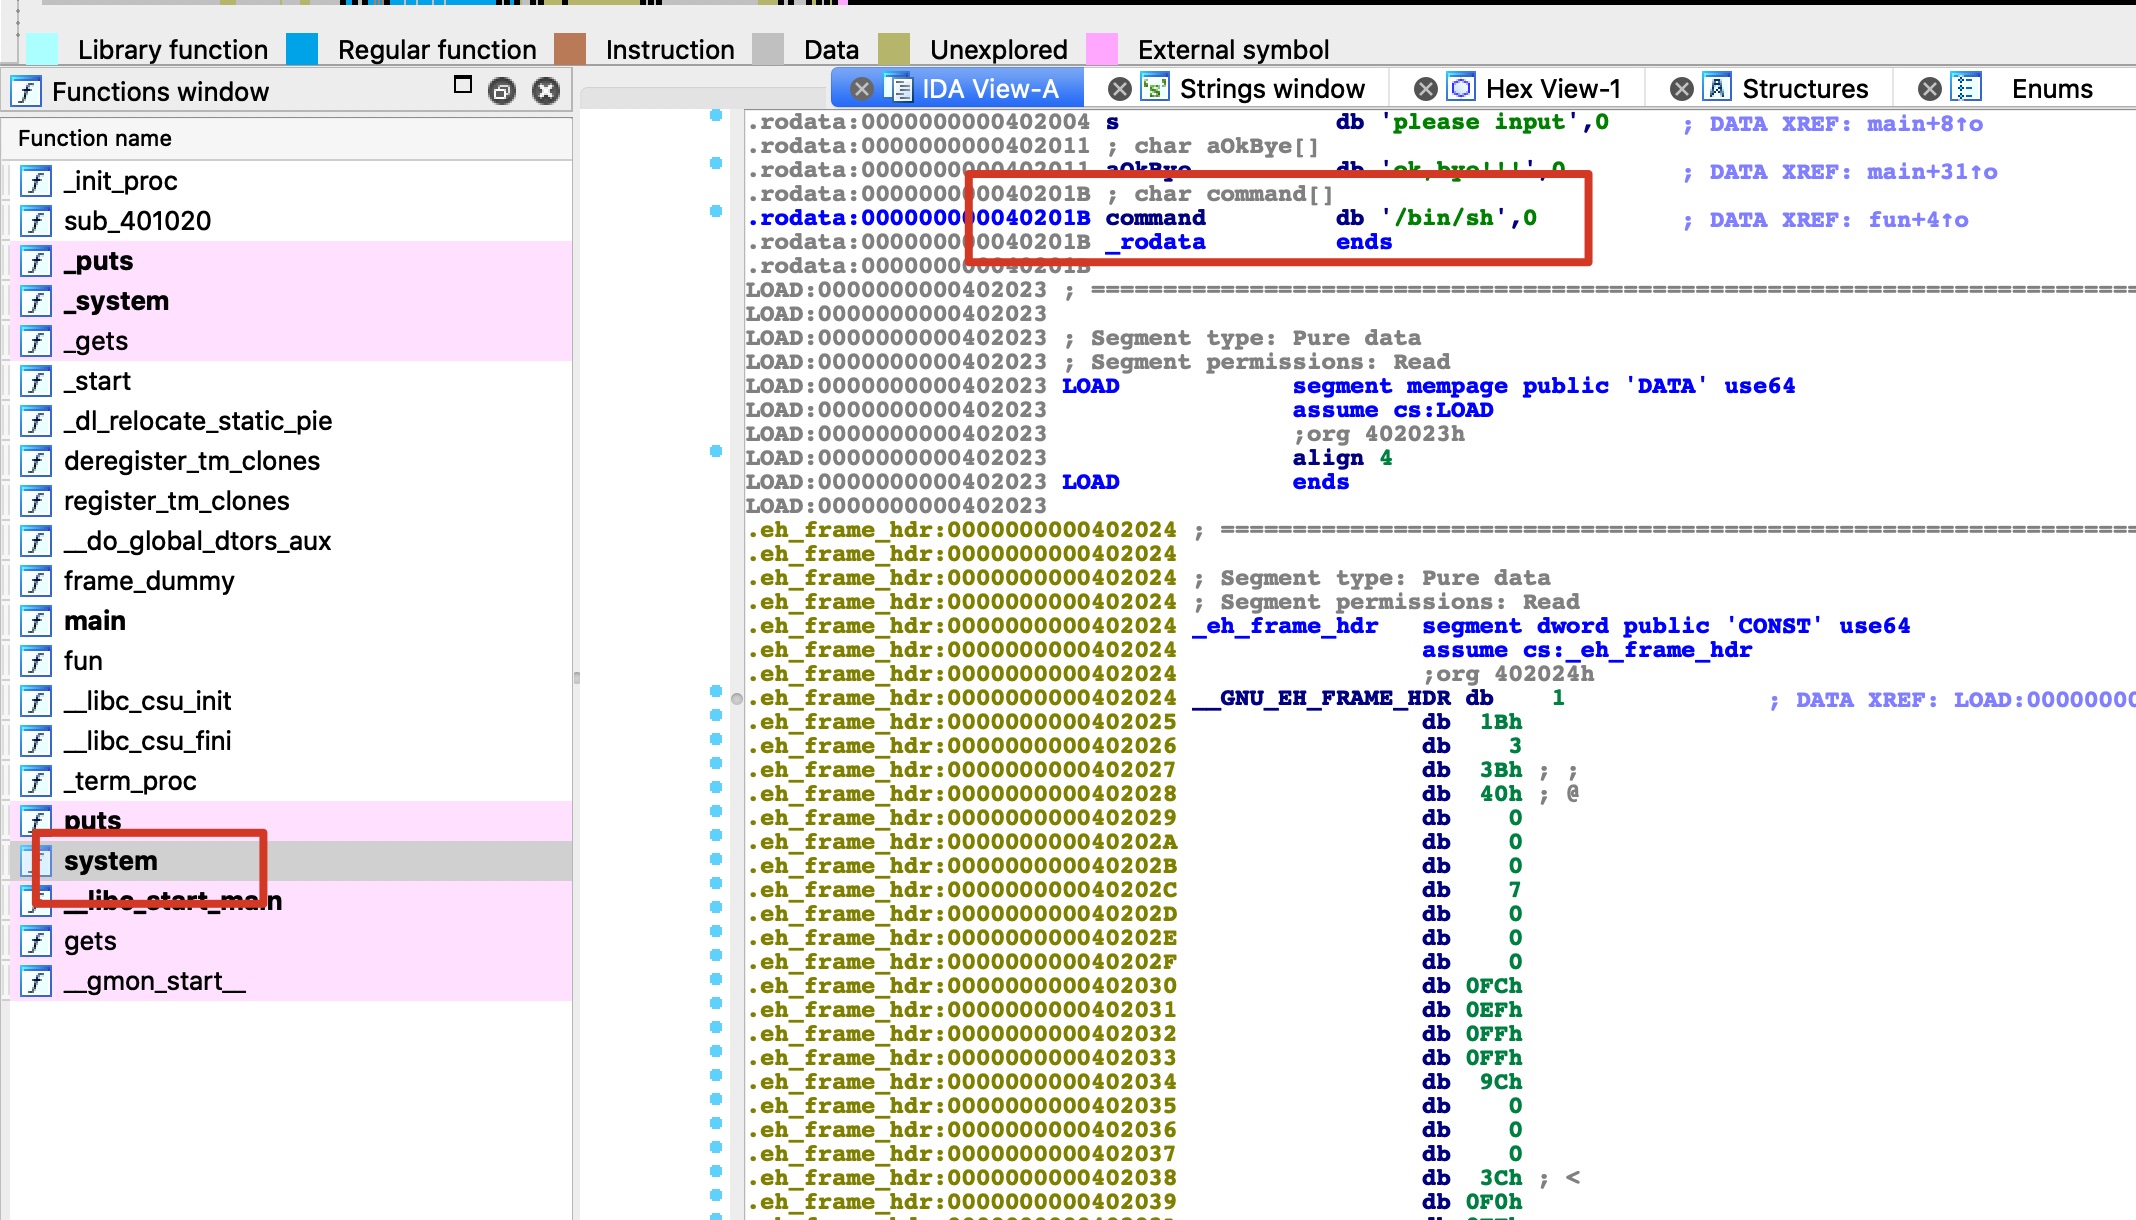 Library function Regular function Instruction Data Unexplored External symbol
Functions window
IDA View-A Strings window Hex View-1 Structures Enums
Function name
_init_proc
sub_401020
_puts
_system
_gets
_start
_dl_relocate_static_pie
deregister_tm_clones
register_tm_clones
__do_global_dtors_aux
frame_dummy
main
fun
__libc_csu_init
__libc_csu_fini
_term_proc
puts
system
__libc_start_main
gets
__gmon_start__
.rodata:0000000000402004 s db 'please input',0 ; DATA XREF: main+8↑o
.rodata:0000000000402011 ; char aOkBye[]
.rodata:0000000000402011 aOkBye db 'ok,bye!!!',0 ; DATA XREF: main+31↑o
.rodata:000000000040201B ; char command[]
.rodata:000000000040201B command db '/bin/sh',0 ; DATA XREF: fun+4↑o
.rodata:000000000040201B _rodata ends
.rodata:000000000040201B
LOAD:0000000000402023 ; =========================================================================
LOAD:0000000000402023
LOAD:0000000000402023 ; Segment type: Pure data
LOAD:0000000000402023 ; Segment permissions: Read
LOAD:0000000000402023 LOAD segment mempage public 'DATA' use64
LOAD:0000000000402023 assume cs:LOAD
LOAD:0000000000402023 ;org 402023h
LOAD:0000000000402023 align 4
LOAD:0000000000402023 LOAD ends
LOAD:0000000000402023
.eh_frame_hdr:0000000000402024 ; ================================================================
.eh_frame_hdr:0000000000402024
.eh_frame_hdr:0000000000402024 ; Segment type: Pure data
.eh_frame_hdr:0000000000402024 ; Segment permissions: Read
.eh_frame_hdr:0000000000402024 _eh_frame_hdr segment dword public 'CONST' use64
.eh_frame_hdr:0000000000402024 assume cs:_eh_frame_hdr
.eh_frame_hdr:0000000000402024 ;org 402024h
.eh_frame_hdr:0000000000402024 __GNU_EH_FRAME_HDR db 1 ; DATA XREF: LOAD:00000000
.eh_frame_hdr:0000000000402025 db 1Bh
.eh_frame_hdr:0000000000402026 db 3
.eh_frame_hdr:0000000000402027 db 3Bh ; ;
.eh_frame_hdr:0000000000402028 db 40h ; @
.eh_frame_hdr:0000000000402029 db 0
.eh_frame_hdr:000000000040202A db 0
.eh_frame_hdr:000000000040202B db 0
.eh_frame_hdr:000000000040202C db 7
.eh_frame_hdr:000000000040202D db 0
.eh_frame_hdr:000000000040202E db 0
.eh_frame_hdr:000000000040202F db 0
.eh_frame_hdr:0000000000402030 db 0FCh
.eh_frame_hdr:0000000000402031 db 0EFh
.eh_frame_hdr:0000000000402032 db 0FFh
.eh_frame_hdr:0000000000402033 db 0FFh
.eh_frame_hdr:0000000000402034 db 9Ch
.eh_frame_hdr:0000000000402035 db 0
.eh_frame_hdr:0000000000402036 db 0
.eh_frame_hdr:0000000000402037 db 0
.eh_frame_hdr:0000000000402038 db 3Ch ; <
.eh_frame_hdr:0000000000402039 db 0F0h